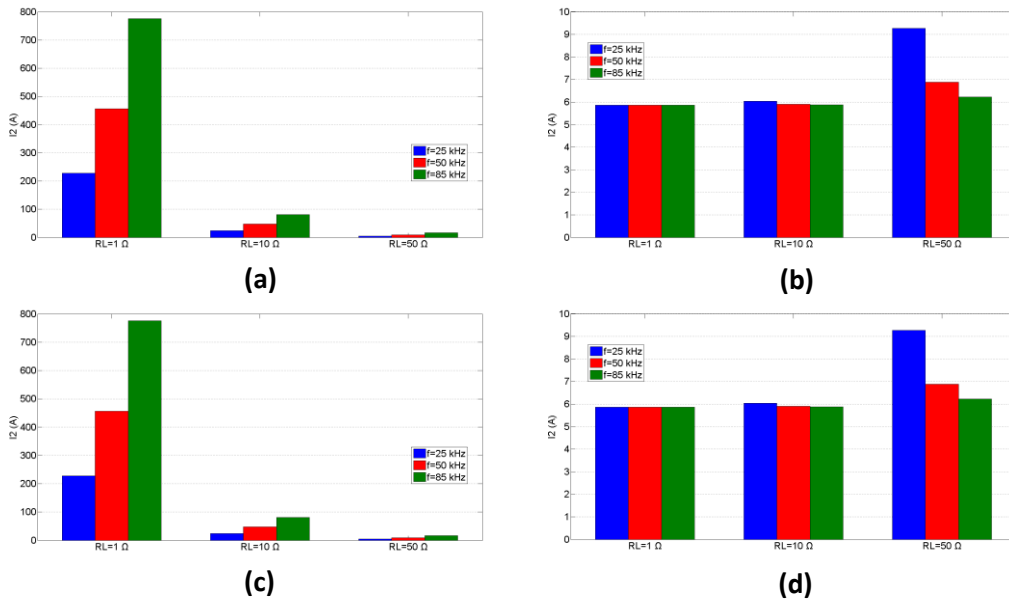 800
700
600
500
400
300
200
100
0
I2 (A)
f=25 kHz
f=50 kHz
f=85 kHz
RL=1 Ω
RL=10 Ω
RL=50 Ω
(a)
10
9
8
7
6
5
4
3
2
1
0
I2 (A)
f=25 kHz
f=50 kHz
f=85 kHz
RL=1 Ω
RL=10 Ω
RL=50 Ω
(b)
800
700
600
500
400
300
200
100
0
I2 (A)
f=25 kHz
f=50 kHz
f=85 kHz
RL=1 Ω
RL=10 Ω
RL=50 Ω
(c)
10
9
8
7
6
5
4
3
2
1
0
I2 (A)
f=25 kHz
f=50 kHz
f=85 kHz
RL=1 Ω
RL=10 Ω
RL=50 Ω
(d)